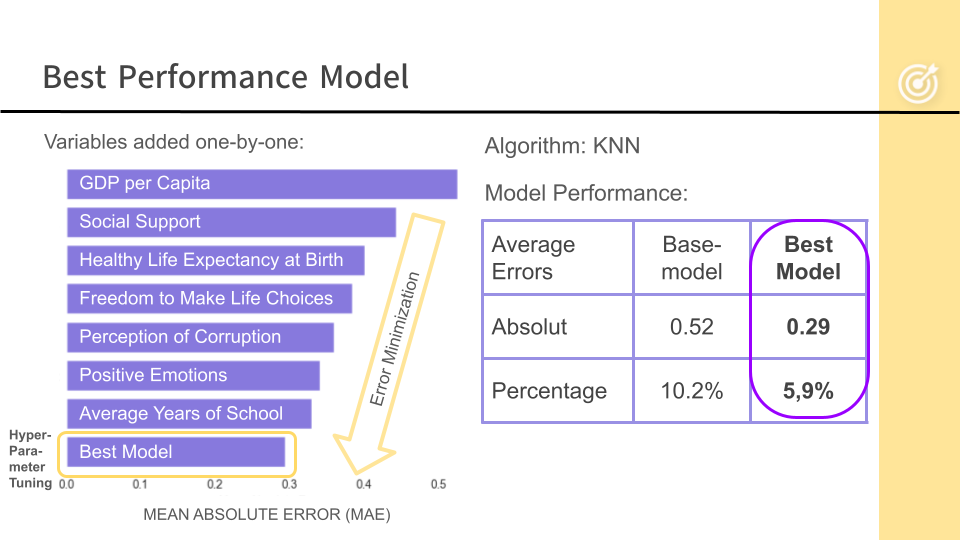 Best Performance Model
Variables added one-by-one:
GDP per Capita
Social Support
Healthy Life Expectancy at Birth
Freedom to Make Life Choices
Perception of Corruption
Positive Emotions
Average Years of School
Best Model
Error Minimization
Hyper-
Para-
meter
Tuning
0.0 0.1 0.2 0.3 0.4 0.5
MEAN ABSOLUTE ERROR (MAE)
Algorithm: KNN
Model Performance:
Average
Errors
Base-
model
Best
Model
Absolut 0.52 0.29
Percentage 10.2% 5,9%